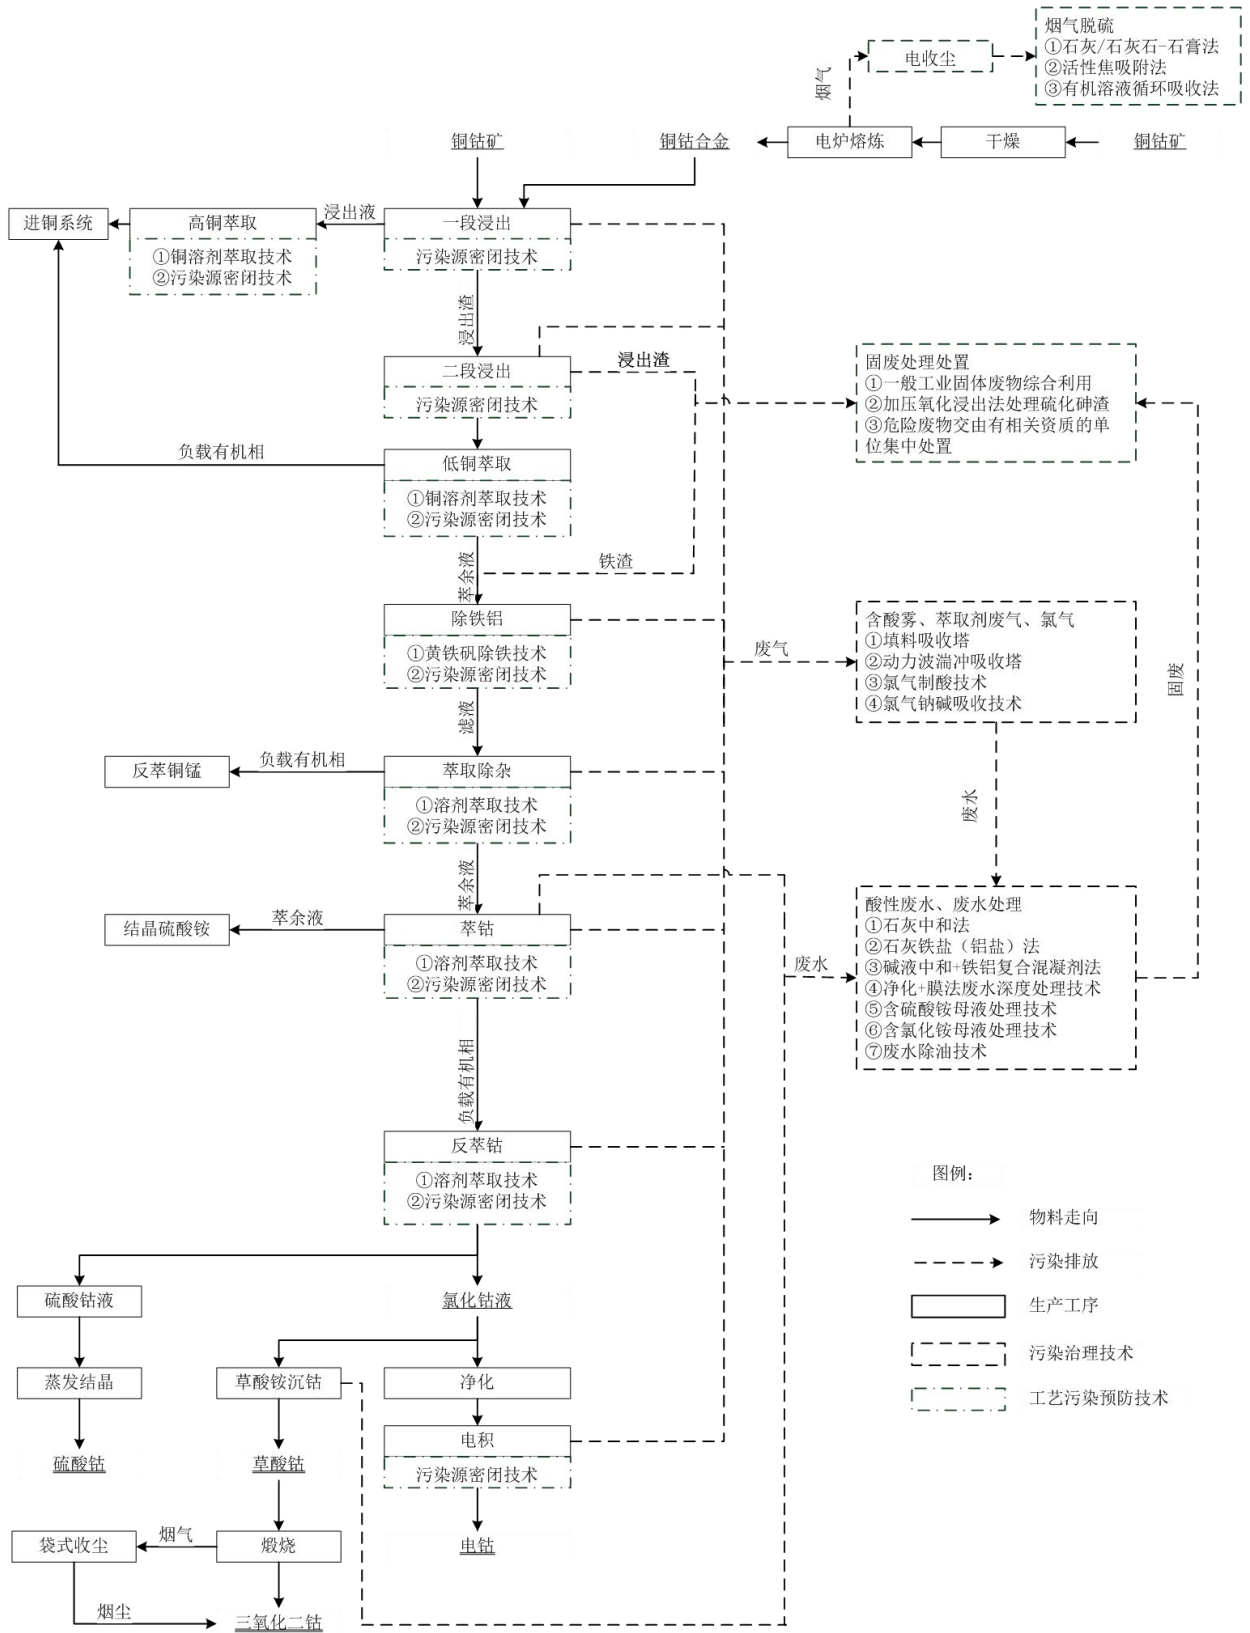 烟气脱硫
①石灰/石灰石-石膏法
②活性焦吸附法
③有机溶液循环吸收法
电收尘
烟气
铜钴矿
铜钴合金
电炉熔炼
干燥
铜钴矿
进铜系统
高铜萃取
浸出液
一段浸出
①铜溶剂萃取技术
②污染源密闭技术
污染源密闭技术
浸出渣
二段浸出
浸出渣
污染源密闭技术
固废处理处置
①一般工业固体废物综合利用
②加压氧化浸出法处理硫化砷渣
③危险废物交由有相关资质的单
位集中处置
负载有机相
低铜萃取
①铜溶剂萃取技术
②污染源密闭技术
萃余液
铁渣
除铁铝
①黄铁矾除铁技术
②污染源密闭技术
废气
含酸雾、萃取剂废气、氯气
①填料吸收塔
②动力波湍冲吸收塔
③氯气制酸技术
④氯气钠碱吸收技术
固废
滤液
反萃铜锰
负载有机相
萃取除杂
①溶剂萃取技术
②污染源密闭技术
废水
萃余液
结晶硫酸铵
萃余液
萃钴
①溶剂萃取技术
②污染源密闭技术
废水
酸性废水、废水处理
①石灰中和法
②石灰铁盐（铝盐）法
③碱液中和+铁铝复合混凝剂法
④净化+膜法废水深度处理技术
⑤含硫酸铵母液处理技术
⑥含氯化铵母液处理技术
⑦废水除油技术
负载有机相
反萃钴
①溶剂萃取技术
②污染源密闭技术
图例：
物料走向
污染排放
生产工序
污染治理技术
工艺污染预防技术
硫酸钴液
氯化钴液
蒸发结晶
草酸铵沉钴
净化
电积
污染源密闭技术
硫酸钴
草酸钴
袋式收尘
烟气
煅烧
电钴
烟尘
三氧化二钴